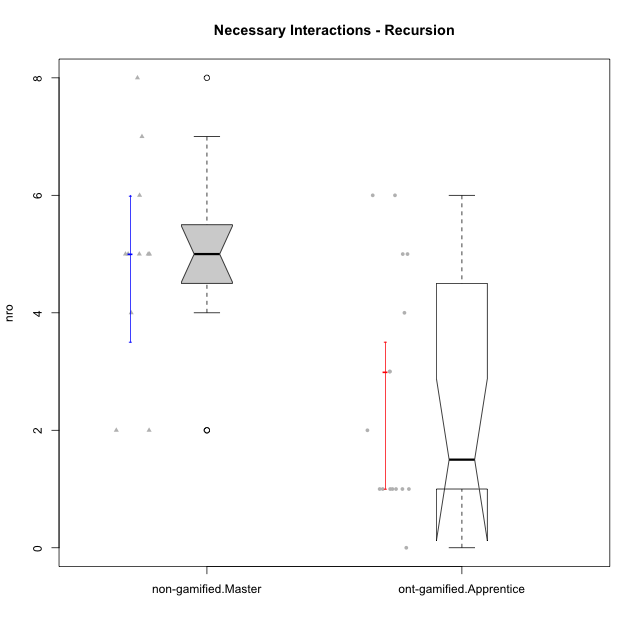 Necessary Interactions - Recursion
8
6
4
2
0
nro
non-gamified.Master
ont-gamified.Apprentice